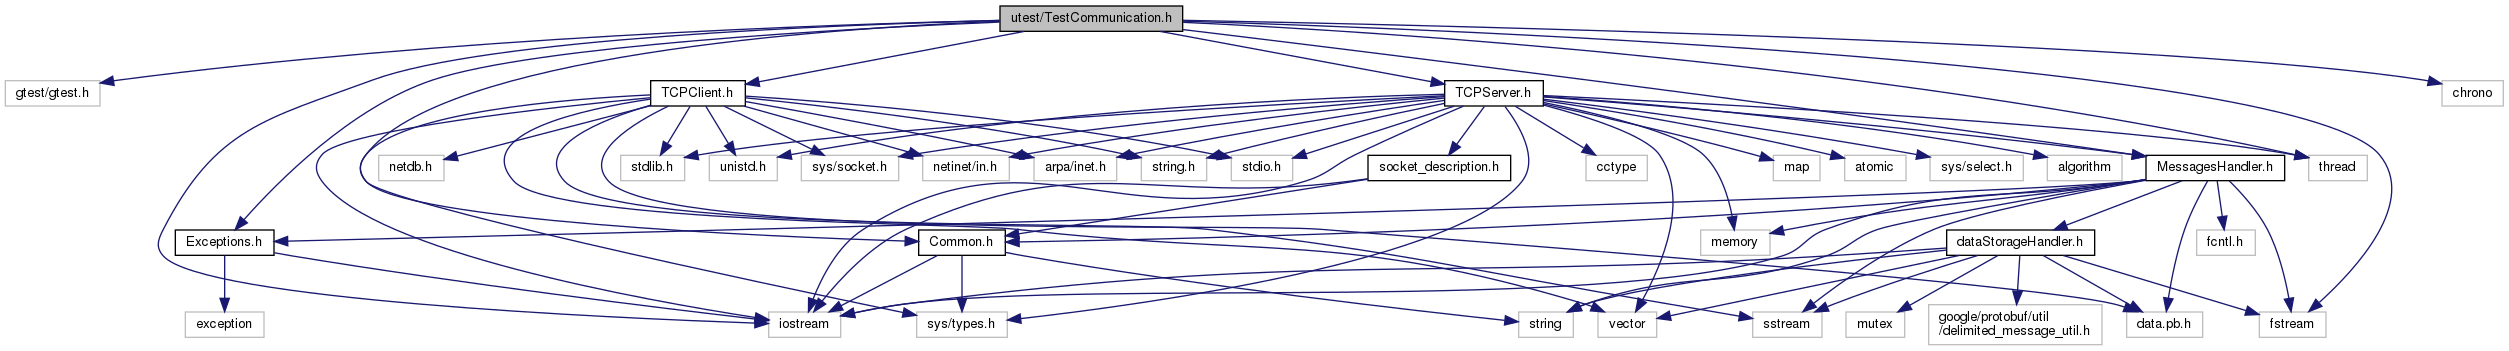 utest/TestCommunication.h
gtest/gtest.h
TCPClient.h
TCPServer.h
chrono
netdb.h
stdlib.h
unistd.h
sys/socket.h
netinet/in.h
arpa/inet.h
string.h
stdio.h
socket_description.h
cctype
map
atomic
sys/select.h
algorithm
MessagesHandler.h
thread
Exceptions.h
Common.h
memory
dataStorageHandler.h
fcntl.h
exception
iostream
sys/types.h
string
vector
sstream
mutex
google/protobuf/util
/delimited_message_util.h
data.pb.h
fstream